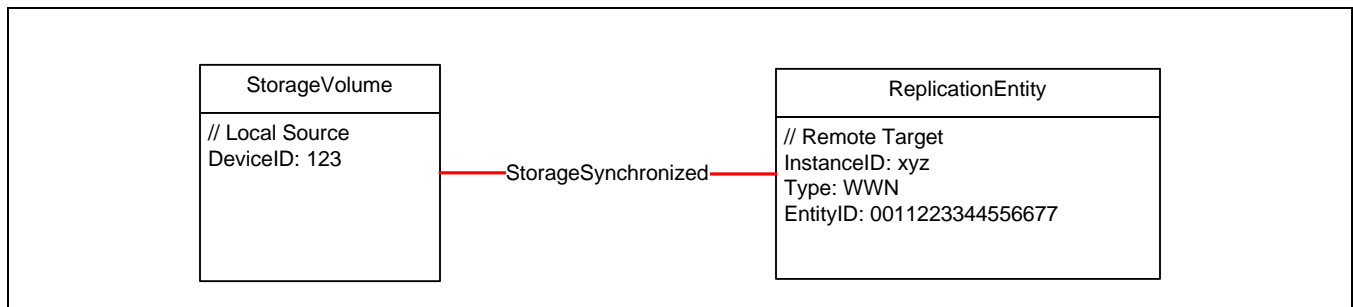 StorageVolume
// Local Source
DeviceID: 123
StorageSynchronized
ReplicationEntity
// Remote Target
InstanceID: xyz
Type: WWN
EntityID: 0011223344556677